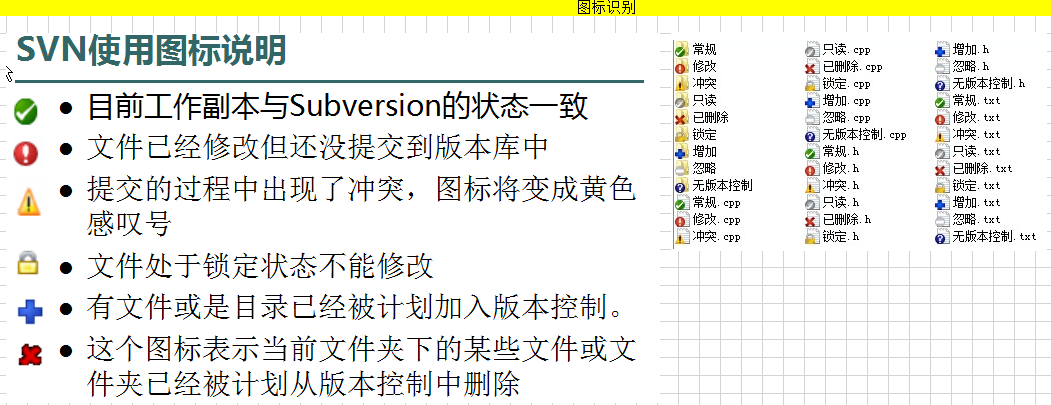 图标识别
SVN使用图标说明
● 目前工作副本与Subversion的状态一致
● 文件已经修改但还没提交到版本库中
● 提交的过程中出现了冲突，图标将变成黄色
感叹号
● 文件处于锁定状态不能修改
● 有文件或是目录已经被计划加入版本控制。
● 这个图标表示当前文件夹下的某些文件或文
件夹已经被计划从版本控制中删除
常规
修改
冲突
只读
已删除
锁定
增加
忽略
无版本控制
常规.cpp
修改.cpp
冲突.cpp
只读.cpp
已删除.cpp
锁定.cpp
增加.cpp
忽略.cpp
无版本控制.cpp
常规.h
修改.h
冲突.h
只读.h
已删除.h
锁定.h
增加.h
忽略.h
无版本控制.h
常规.txt
修改.txt
冲突.txt
只读.txt
已删除.txt
锁定.txt
增加.txt
忽略.txt
无版本控制.txt